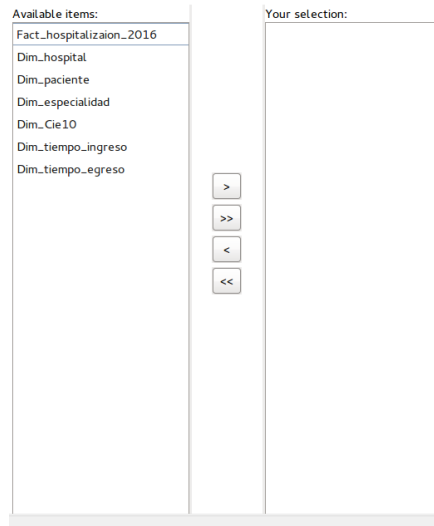 Available items:
Fact_hospitalizaion_2016
Dim_hospital
Dim_paciente
Dim_especialidad
Dim_Cie10
Dim_tiempo_ingreso
Dim_tiempo_egreso
>
>>
<
<<
Your selection: